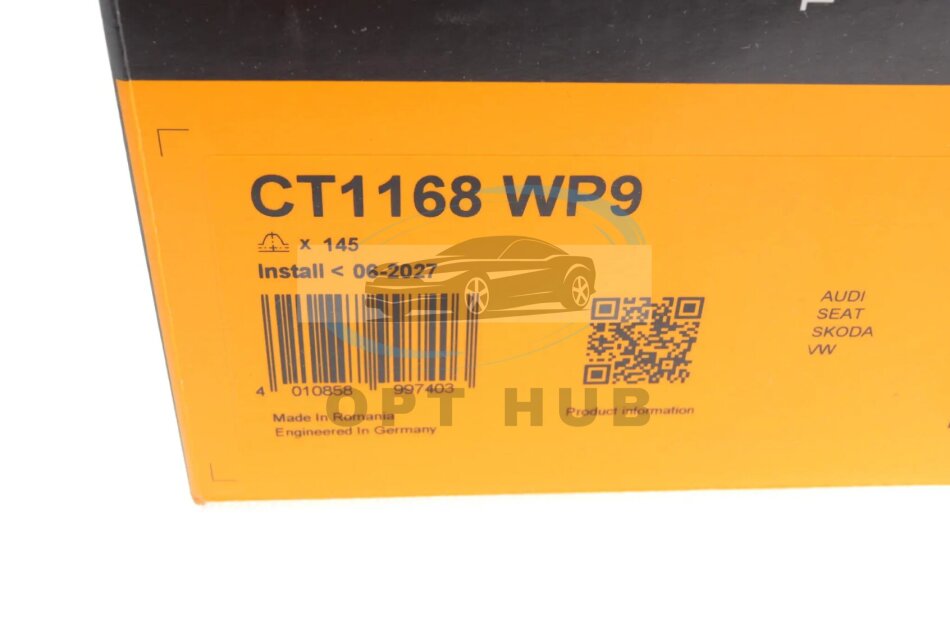 CT1168 WP9
x 145
Install < 06-2027
4 010858 997403
Made In Romania
Engineered In Germany
Product information
AUDI
SEAT
SKODA
VW
OPT HUB